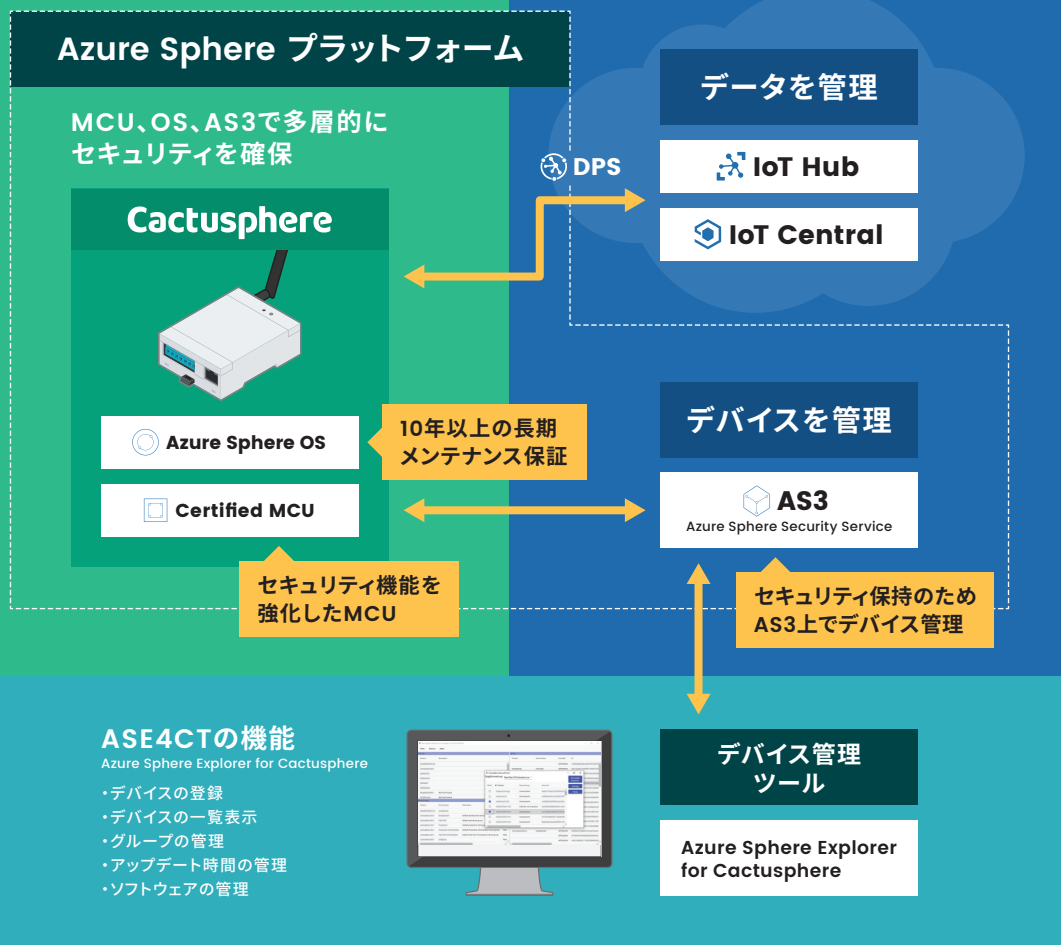 Azure Sphere プラットフォーム
MCU、OS、AS3で多層的に
セキュリティを確保
Cactusphere
Azure Sphere OS
Certified MCU
10年以上の長期
メンテナンス保証
セキュリティ機能を
強化したMCU
DPS
データを管理
IoT Hub
IoT Central
デバイスを管理
AS3
Azure Sphere Security Service
セキュリティ保持のため
AS3上でデバイス管理
ASE4CTの機能
Azure Sphere Explorer for Cactusphere
・デバイスの登録
・デバイスの一覧表示
・グループの管理
・アップデート時間の管理
・ソフトウェアの管理
デバイス管理
ツール
Azure Sphere Explorer
for Cactusphere